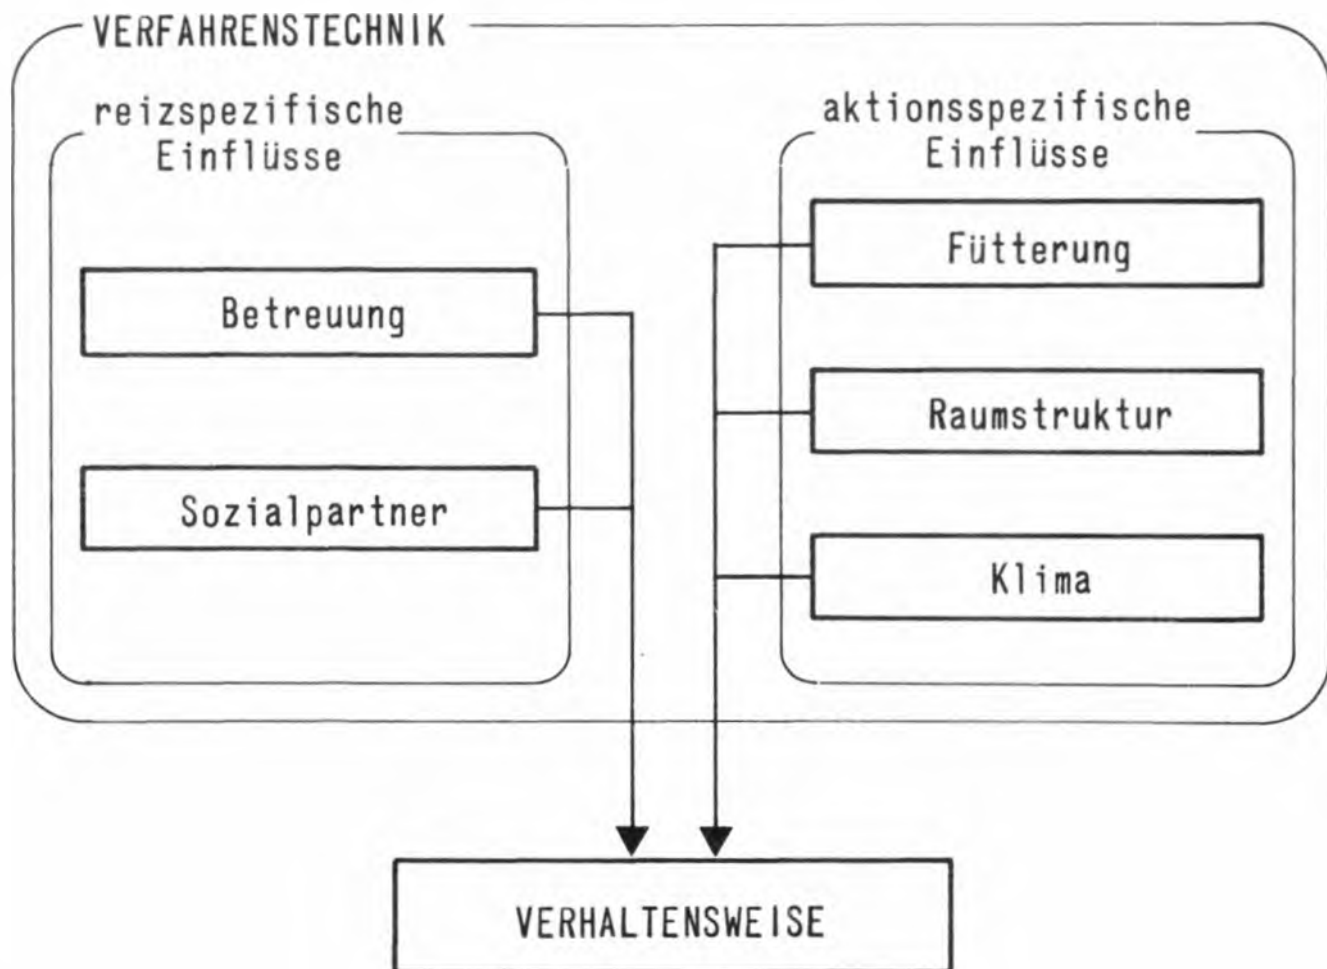 VERFAHRENSTECHNIK
reizspezifische
Einflüsse
Betreuung
Sozialpartner
aktionsspezifische
Einflüsse
Fütterung
Raumstruktur
Klima
VERHALTENSWEISE